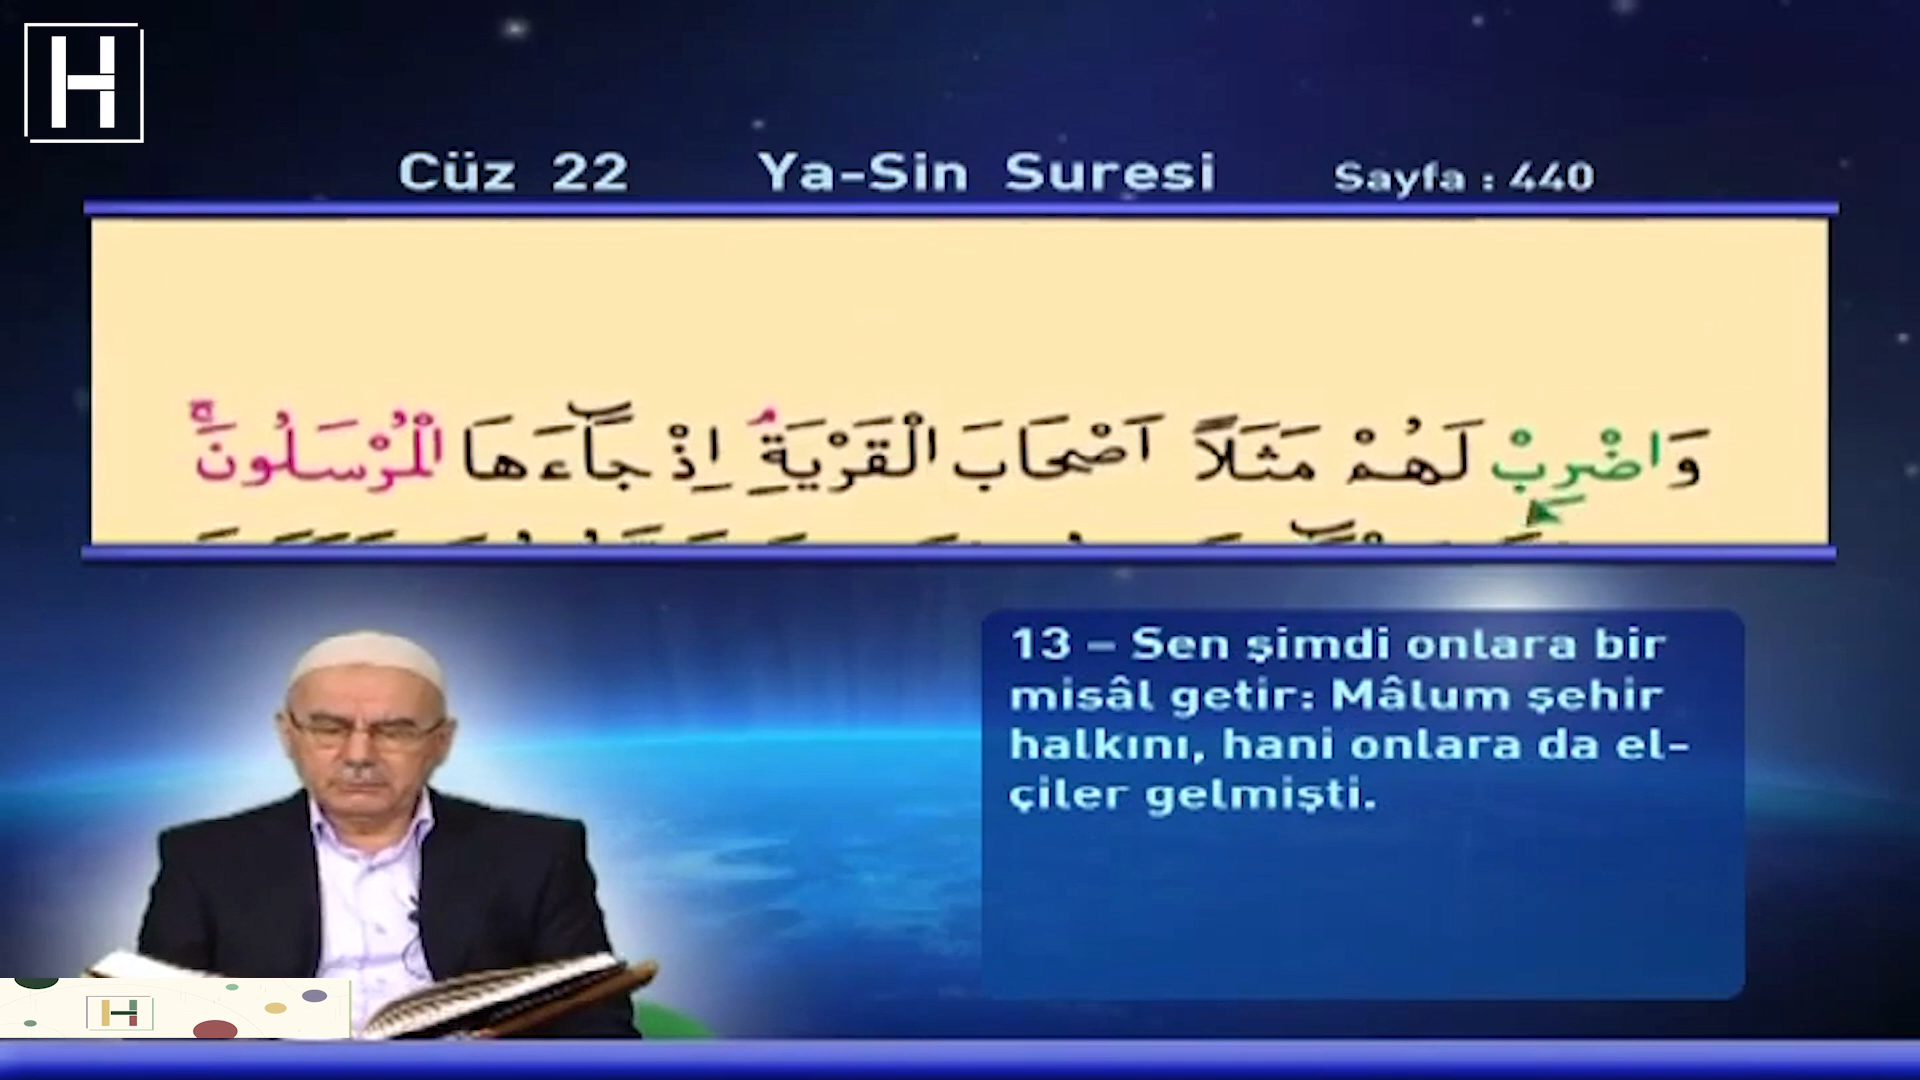 H
Cüz 22 Ya-Sin Suresi Sayfa : 440
وَاضْرِبْ لَهُمْ مَثَلاً اَصْحَابَ الْقَرْيَةِۢ اِذْ جَٓاءَهَا الْمُرْسَلُونَۚ
13 – Sen şimdi onlara bir
misâl getir: Mâlum şehir
halkını, hani onlara da el-
çiler gelmişti.
H